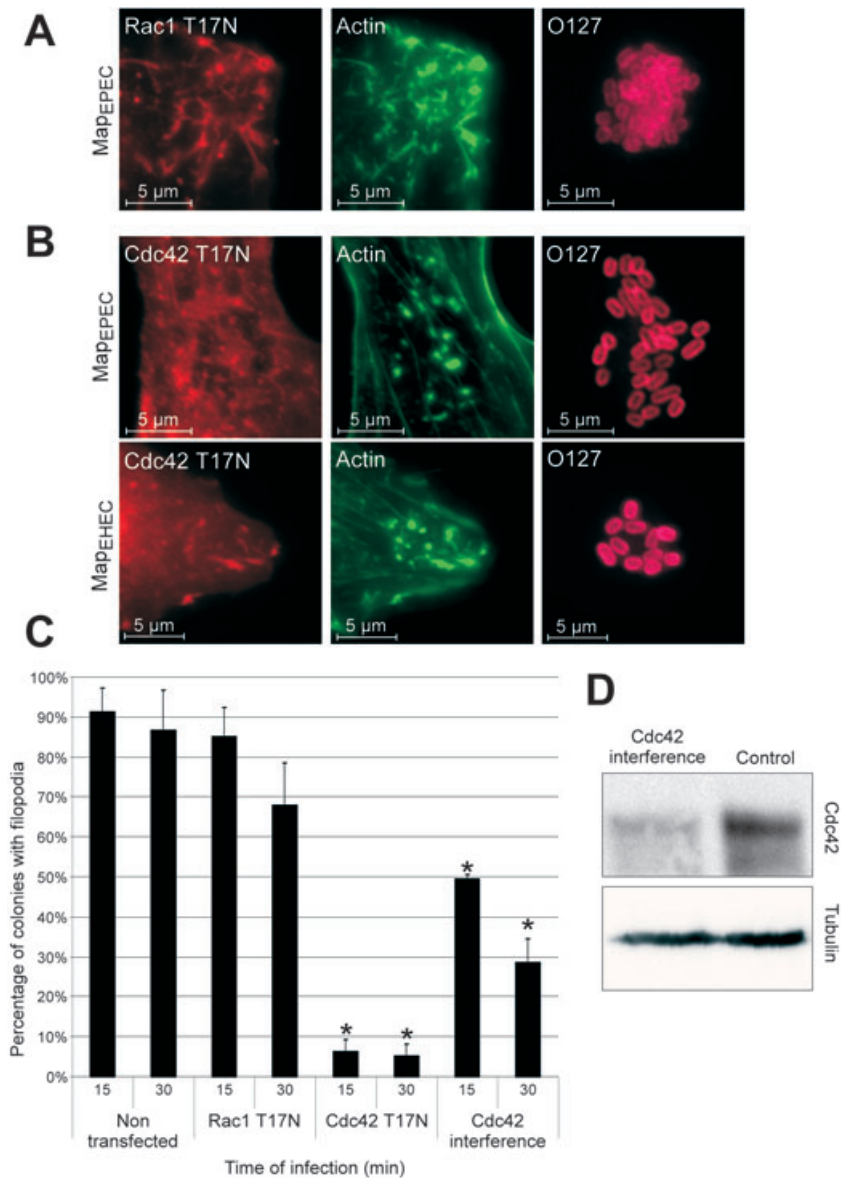 A
Rac1 T17N
Actin
O127
MapEPEC
5 µm
5 µm
5 µm
B
Cdc42 T17N
Actin
O127
MapEPEC
5 µm
5 µm
5 µm
Cdc42 T17N
Actin
O127
MapEHEC
5 µm
5 µm
5 µm
C
Percentage of colonies with filopodia
100%
90%
80%
70%
60%
50%
40%
30%
20%
10%
0%
* * * *
15 30 15 30 15 30 15 30
Non
transfected
Rac1 T17N
Cdc42 T17N
Cdc42
interference
Time of infection (min)
D
Cdc42
interference
Control
Cdc42
Tubulin